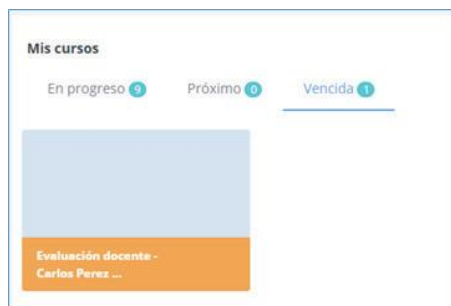 Mis cursos
En progreso 9 Próximo 0 Vencida 1
Evaluación docente -
Carlos Perez ...